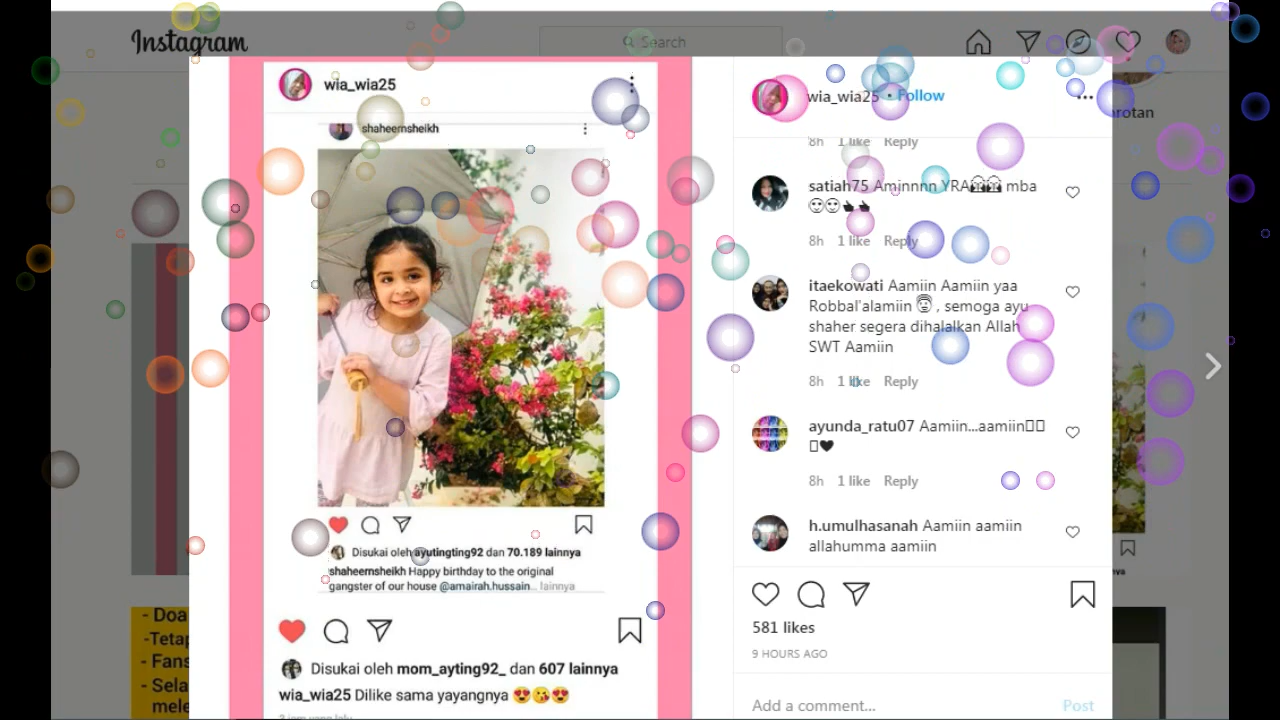 Instagram
Search
wia_wia25
shaheernsheikh
Disukai oleh ayutingting92 dan 70.189 lainnya
shaheernsheikh Happy birthday to the original
gangster of our house @amairah.hussain... lainnya
Disukai oleh mom_ayting92_ dan 607 lainnya
wia_wia25 Dilike sama yayangnya 😍😘😍
wia_wia25 • Follow
8h 1 like Reply
satiah75 Aminnnn YRA mba
8h 1 like Reply
itaekowati Aamiin Aamiin yaa
Robbal'alamiin , semoga ayu
shaher segera dihalalkan Allah
SWT Aamiin
8h 1 like Reply
ayunda_ratu07 Aamiin...aamiin
8h 1 like Reply
h.umulhasanah Aamiin aamiin
allahumma aamiin
581 likes
9 HOURS AGO
Add a comment...
Post
rotan
- Doa
-Tetap
- Fans
- Sela